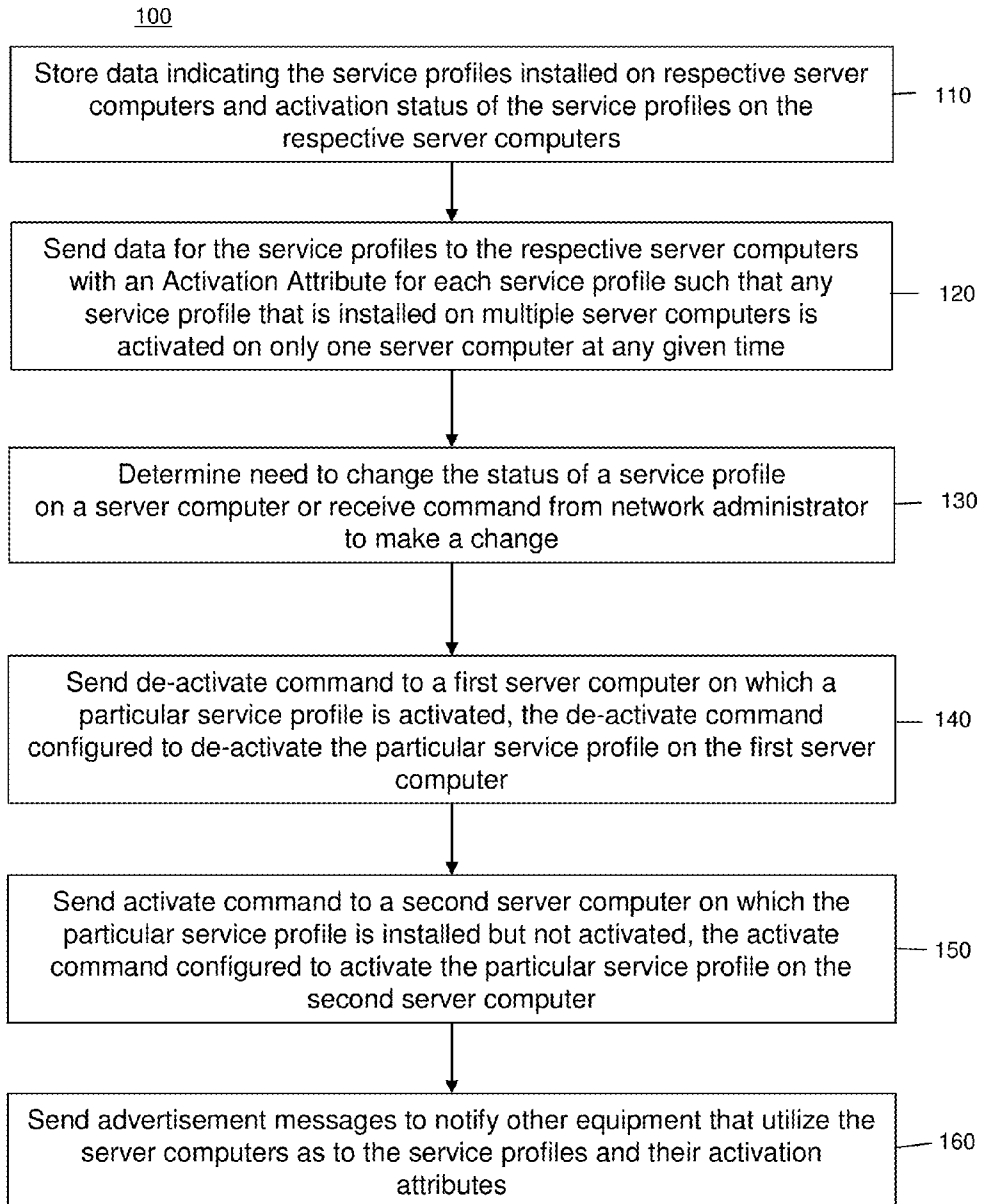 100
Store data indicating the service profiles installed on respective server
computers and activation status of the service profiles on the
respective server computers
110
Send data for the service profiles to the respective server computers
with an Activation Attribute for each service profile such that any
service profile that is installed on multiple server computers is
activated on only one server computer at any given time
120
Determine need to change the status of a service profile
on a server computer or receive command from network administrator
to make a change
130
Send de-activate command to a first server computer on which a
particular service profile is activated, the de-activate command
configured to de-activate the particular service profile on the first server
computer
140
Send activate command to a second server computer on which the
particular service profile is installed but not activated, the activate
command configured to activate the particular service profile on the
second server computer
150
Send advertisement messages to notify other equipment that utilize the
server computers as to the service profiles and their activation
attributes
160